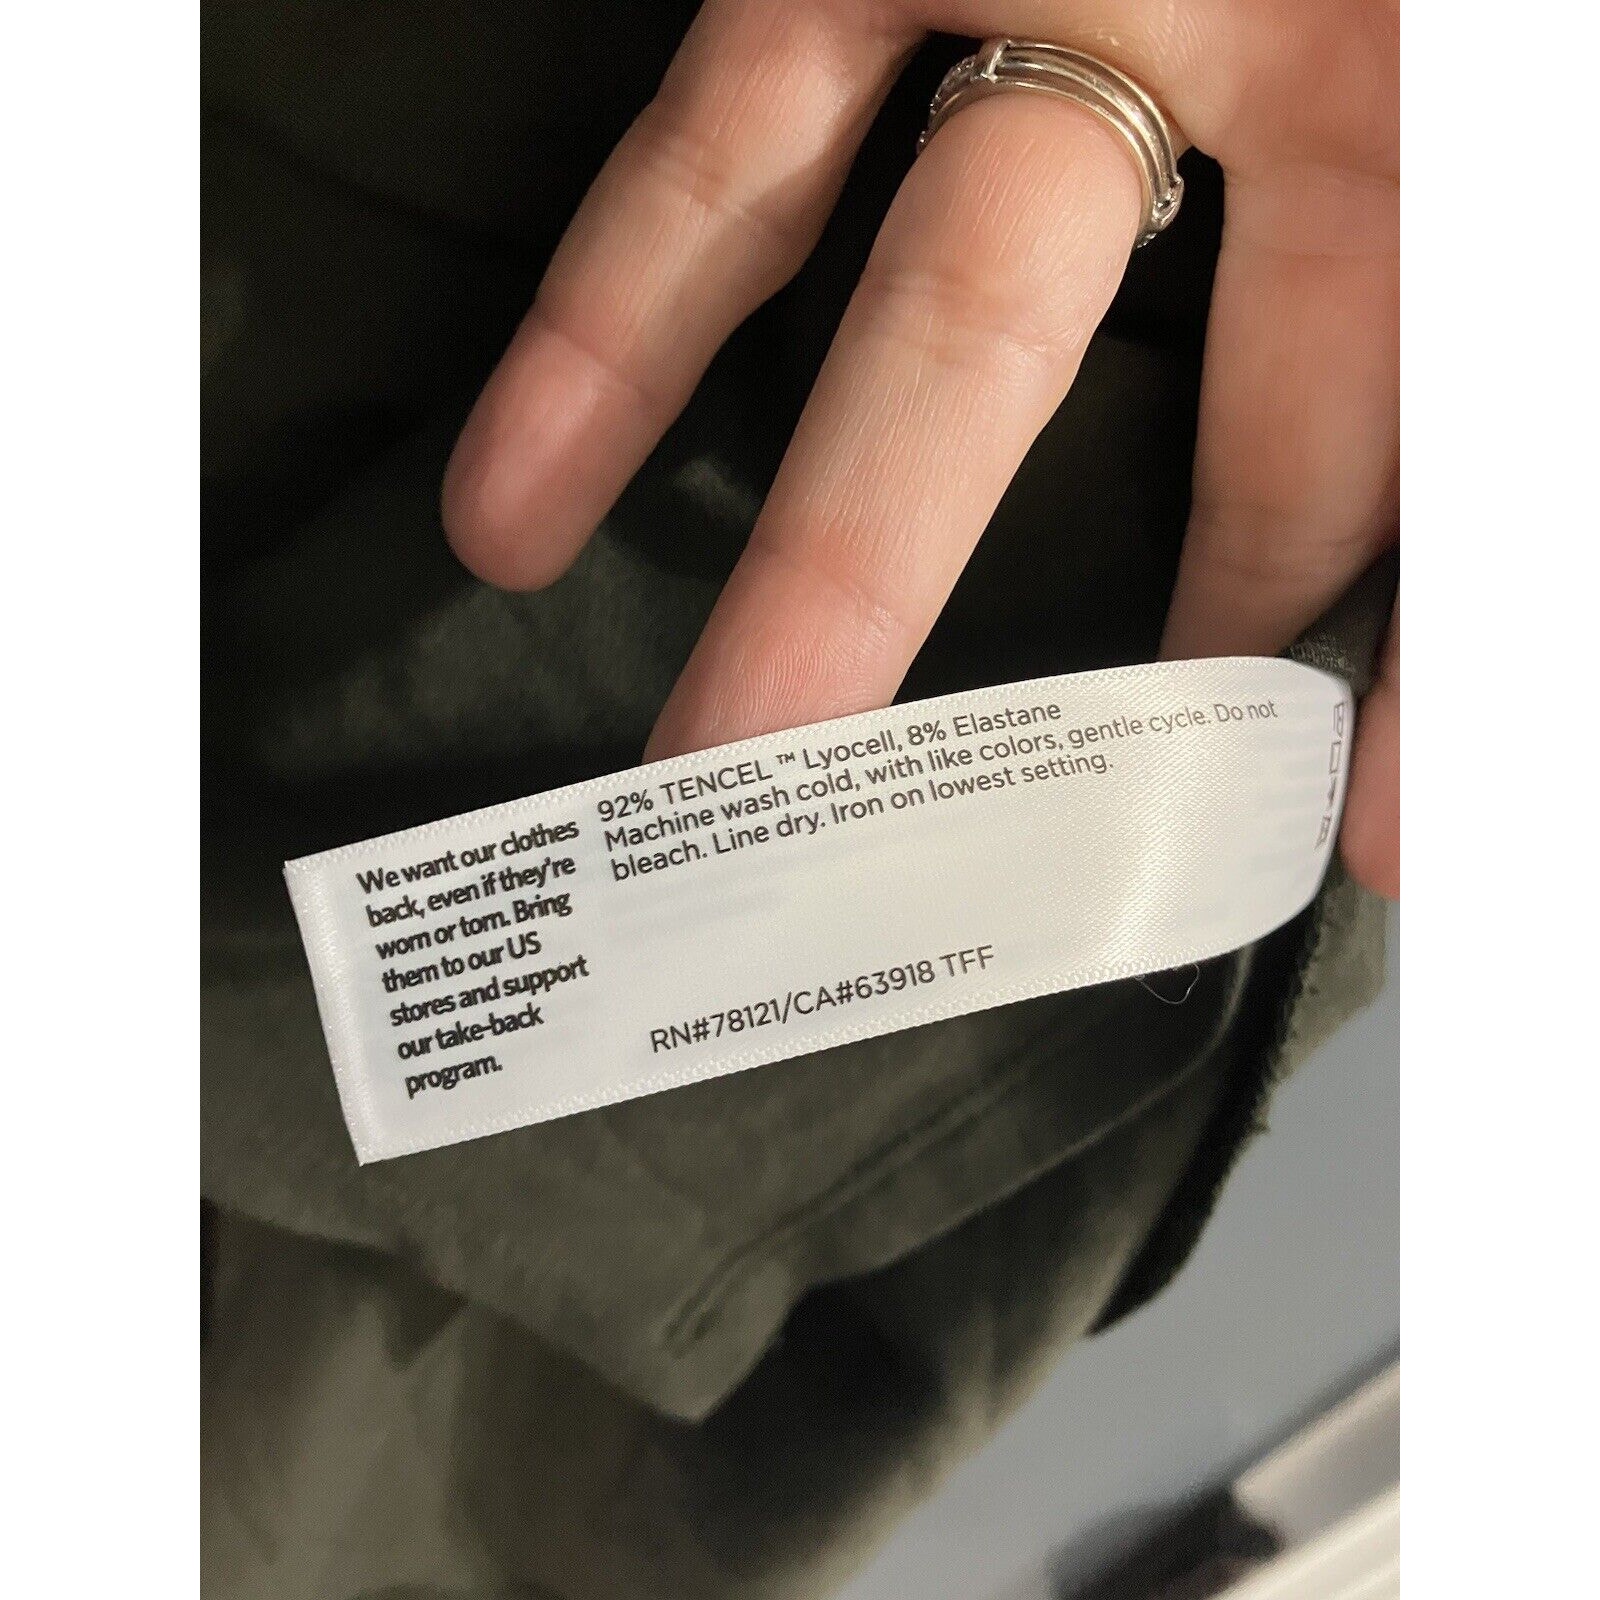 We want our clothes
back, even if they're
worn or torn. Bring
them to our US
stores and support
our take-back
program.
92% TENCEL ™ Lyocell, 8% Elastane
Machine wash cold, with like colors, gentle cycle. Do not
bleach. Line dry. Iron on lowest setting.
RN#78121/CA#63918 TFF